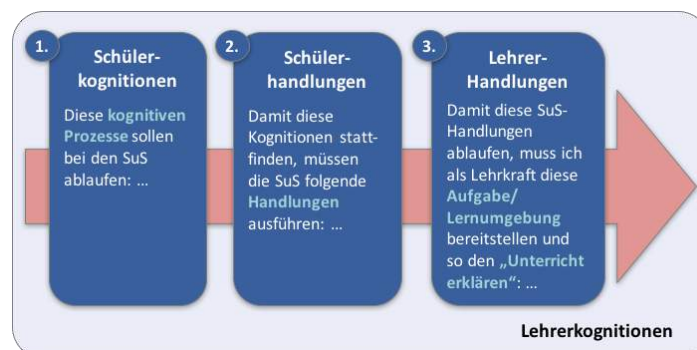 1.
Schüler-
kognitionen
Diese kognitiven
Prozesse sollen
bei den SuS
ablaufen: …
2.
Schüler-
handlungen
Damit diese
Kognitionen statt-
finden, müssen
die SuS folgende
Handlungen
ausführen: …
3.
Lehrer-
Handlungen
Damit diese SuS-
Handlungen
ablaufen, muss ich
als Lehrkraft diese
Aufgabe/
Lernumgebung
bereitstellen und
so den „Unterricht
erklären“: …
Lehrerkognitionen